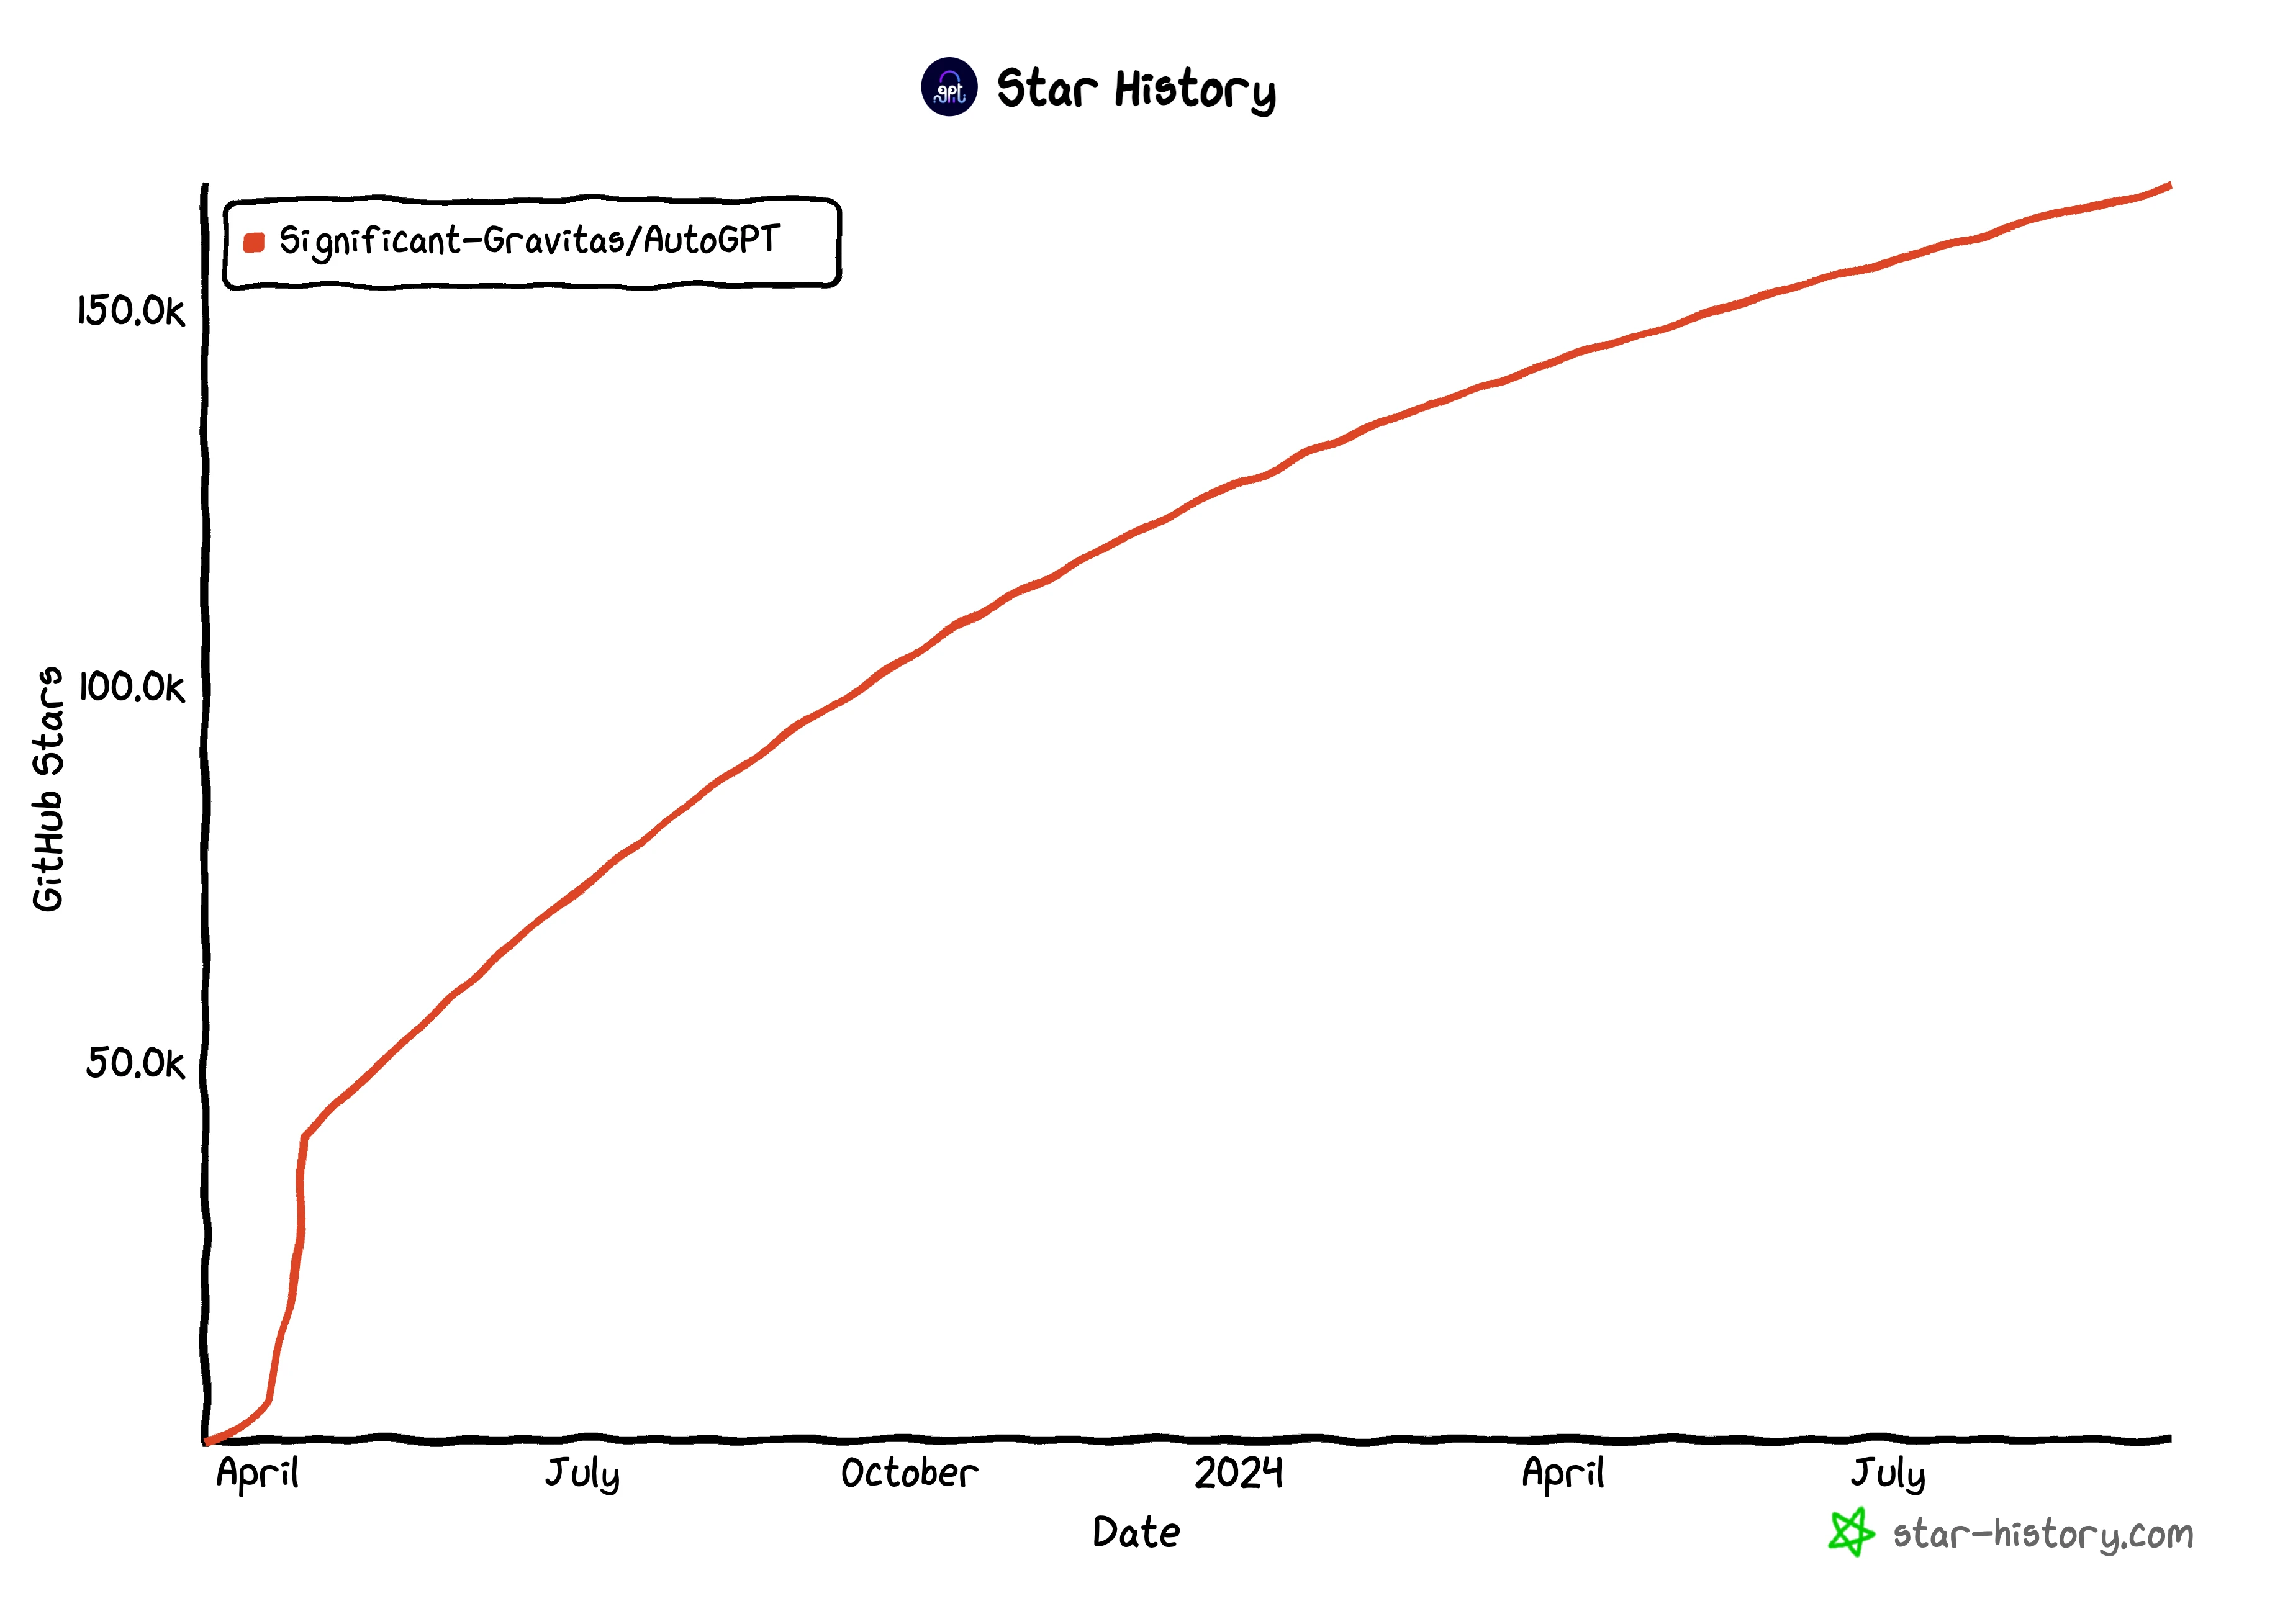 gpt
Star History
Significant-Gravitas/AutoGPT
150.0K
100.0K
50.0K
GitHub Stars
April
July
October
2024
April
July
Date
star-history.com